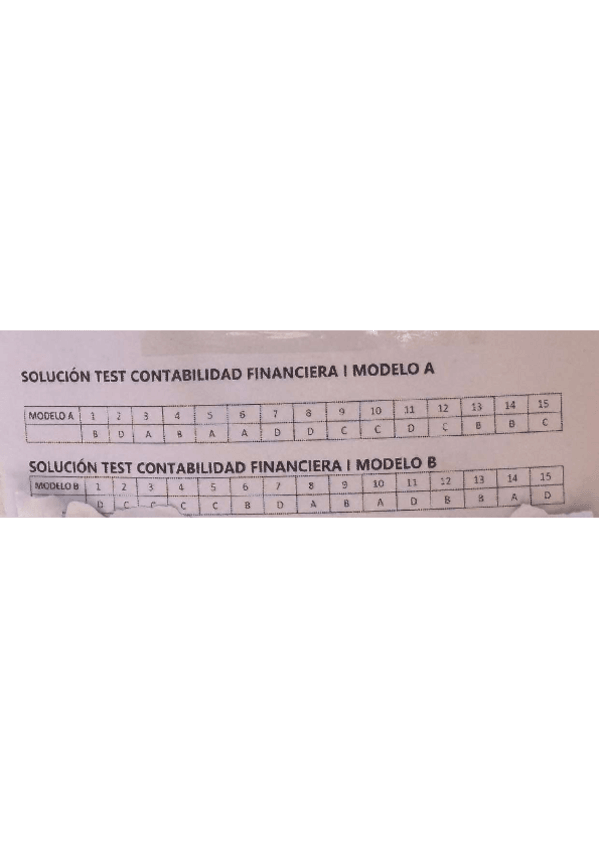 SOLUCIÓN TEST CONTABILIDAD FINANCIERA I MODELO A
MODELO A 1 2 3 4 5 6 7 8 9 10 11 12 13 14 15
B D A B A A D D C C D C B B C
SOLUCIÓN TEST CONTABILIDAD FINANCIERA I MODELO B
MODELO B 1 2 3 4 5 6 7 8 9 10 11 12 13 14 15
D C C C C B D A B A D B B A D